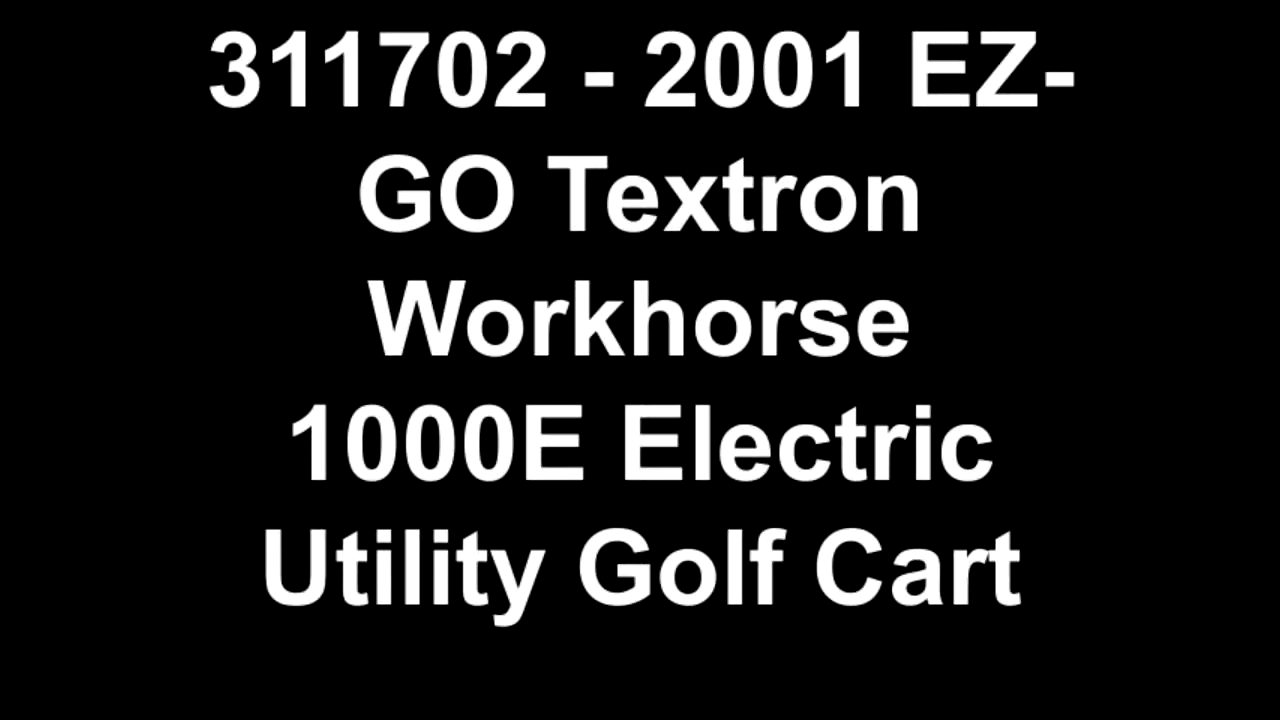 311702 - 2001 EZ-
GO Textron
Workhorse
1000E Electric
Utility Golf Cart